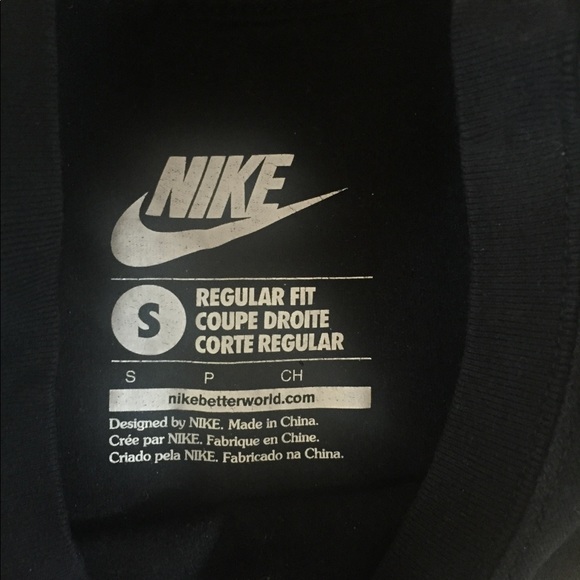 NIKE
S REGULAR FIT
COUPE DROITE
CORTE REGULAR
S P CH
nikebetterworld.com
Designed by NIKE. Made in China.
Crée par NIKE. Fabrique en Chine.
Criado pela NIKE. Fabricado na China.